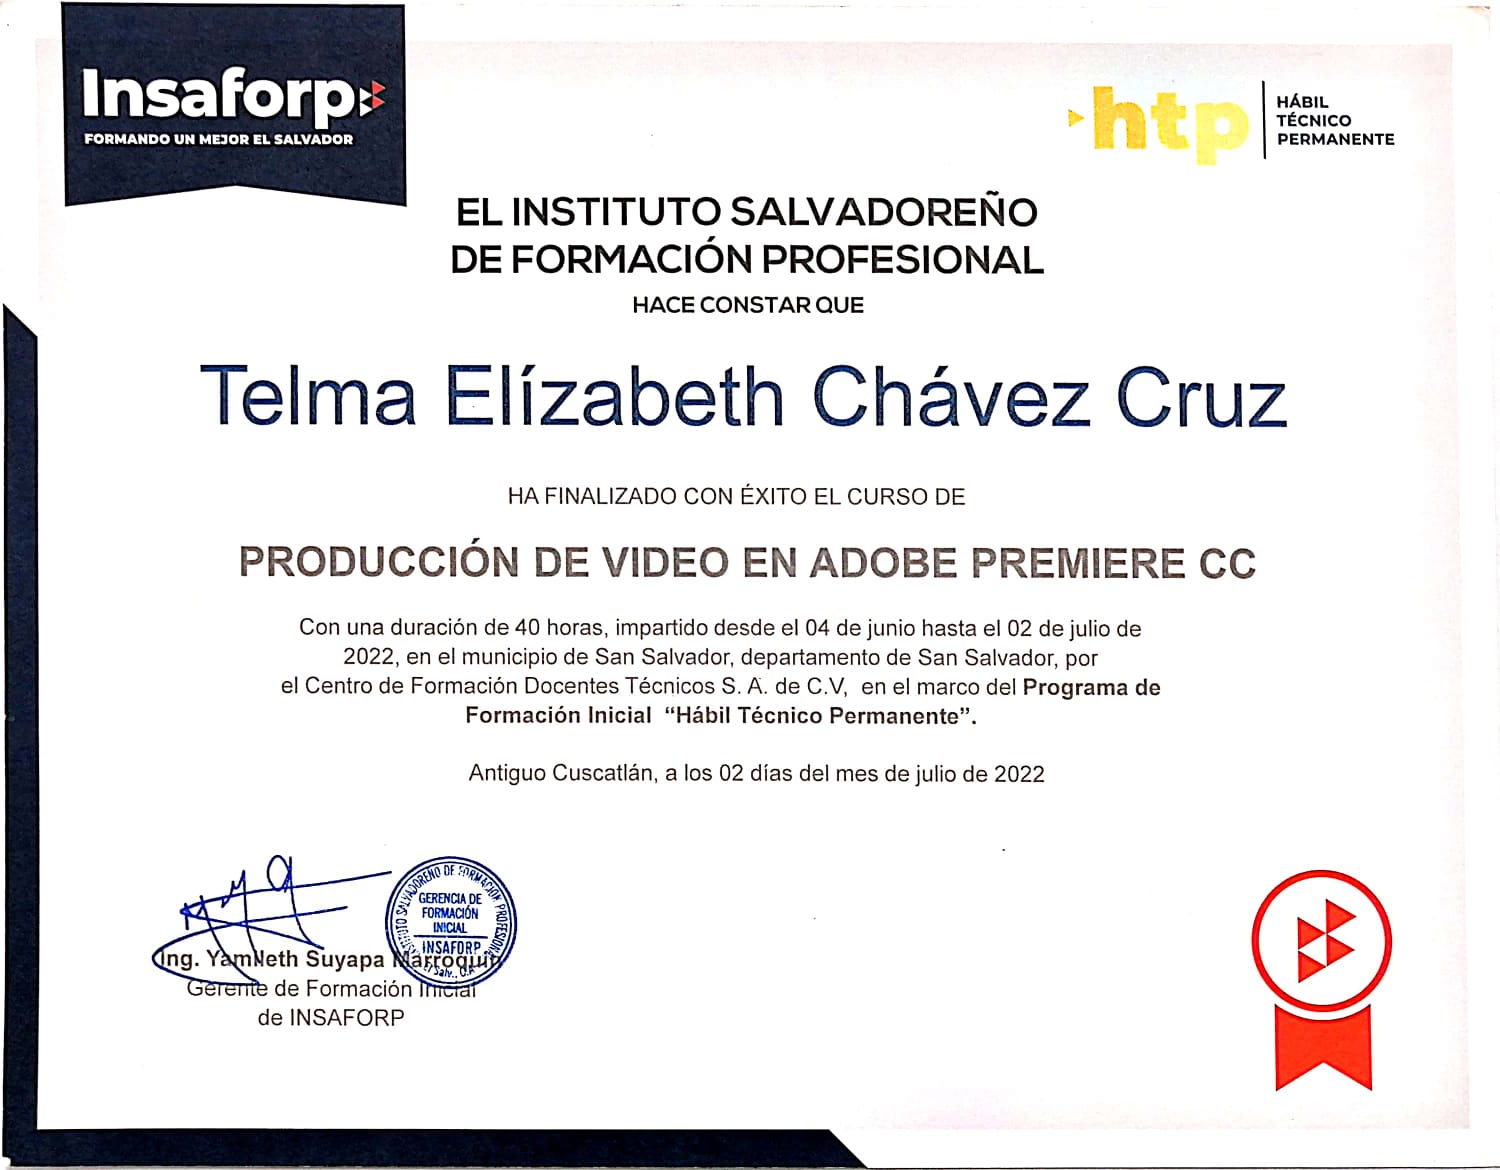 Insaforp
FORMANDO UN MEJOR EL SALVADOR
htp
HÁBIL
TÉCNICO
PERMANENTE
EL INSTITUTO SALVADOREÑO
DE FORMACIÓN PROFESIONAL
HACE CONSTAR QUE
Telma Elízabeth Chávez Cruz
HA FINALIZADO CON ÉXITO EL CURSO DE
PRODUCCIÓN DE VIDEO EN ADOBE PREMIERE CC
Con una duración de 40 horas, impartido desde el 04 de junio hasta el 02 de julio de
2022, en el municipio de San Salvador, departamento de San Salvador, por
el Centro de Formación Docentes Técnicos S. A. de C.V, en el marco del Programa de
Formación Inicial “Hábil Técnico Permanente”.
Antiguo Cuscatlán, a los 02 días del mes de julio de 2022
INSTITUTO SALVADOREÑO DE FORMACION PROFESIONAL
GERENCIA DE
FORMACIÓN
INICIAL
INSAFORP
Ing. Yamileth Suyapa Marroquín
Gerente de Formación Inicial
de INSAFORP